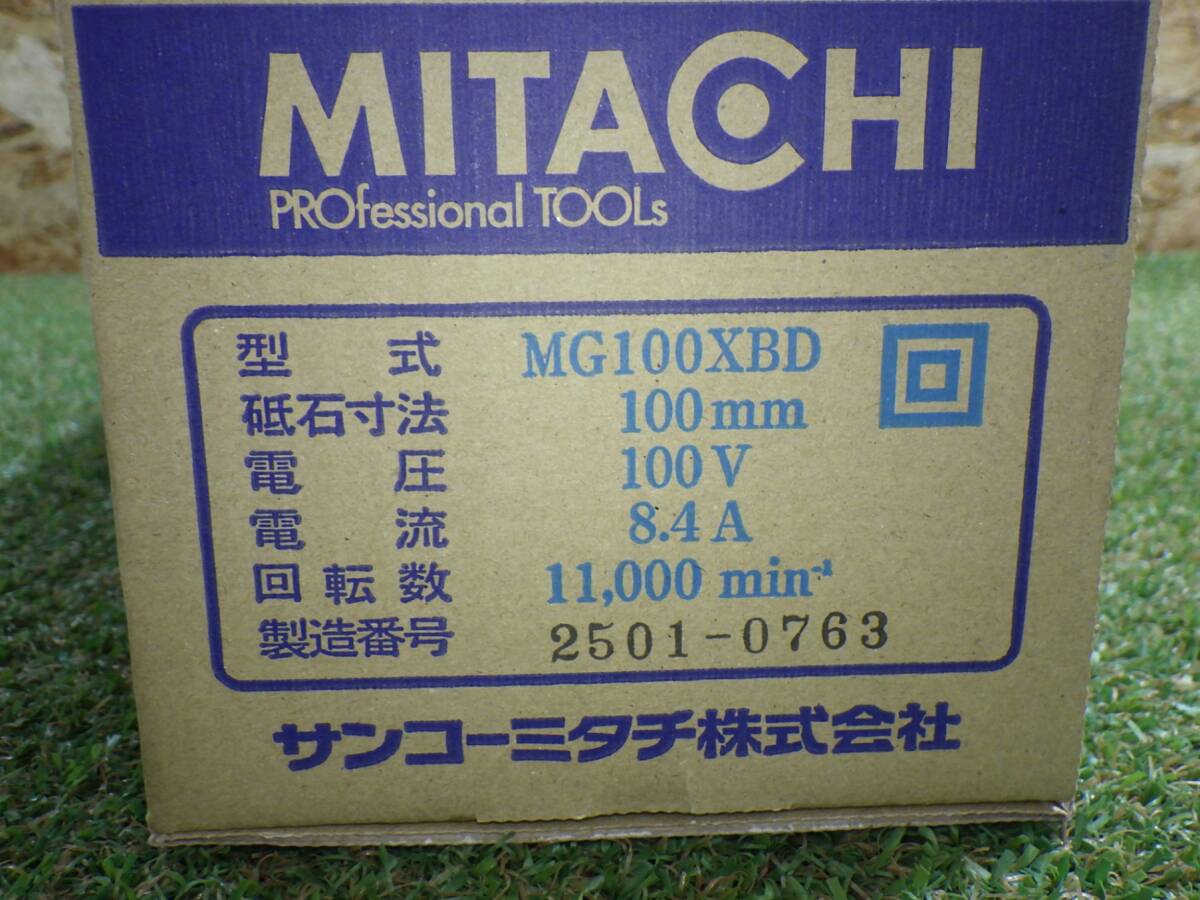 MITACHI
PROfessional TOOLs
型式 MG100XBD
砥石寸法 100mm
電圧 100V
電流 8.4A
回転数 11,000 min⁻¹
製造番号 2501-0763
サンコーミタチ株式会社